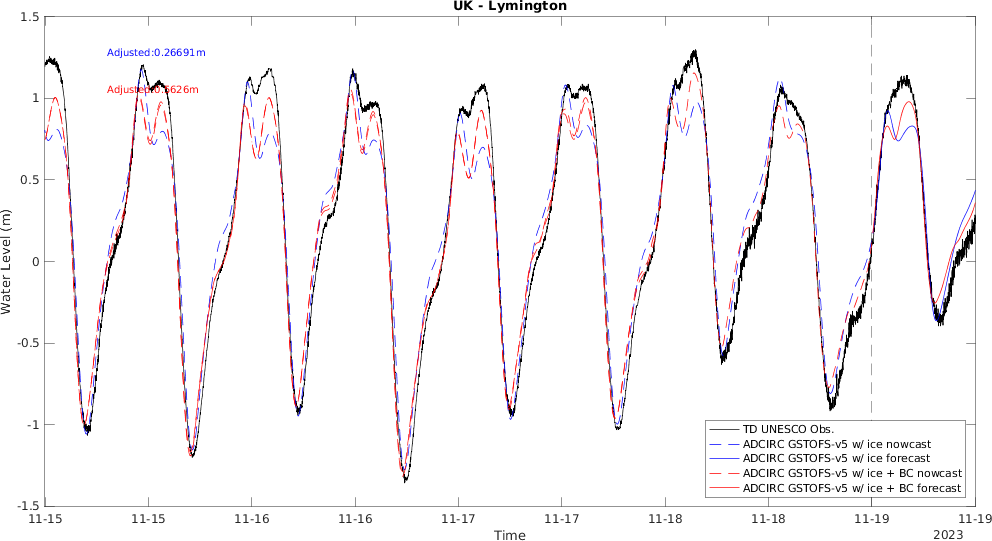 UK - Lymington
Adjusted:0.26691m
1.5
1
0.5
0
-0.5
-1
-1.5
Water Level (m)
11-15
11-15
11-16
11-16
11-17
11-17
11-18
11-18
11-19
11-19
Time
2023
TD UNESCO Obs.
ADCIRC GSTOFS-v5 w/ ice nowcast
ADCIRC GSTOFS-v5 w/ ice forecast
ADCIRC GSTOFS-v5 w/ ice + BC nowcast
ADCIRC GSTOFS-v5 w/ ice + BC forecast